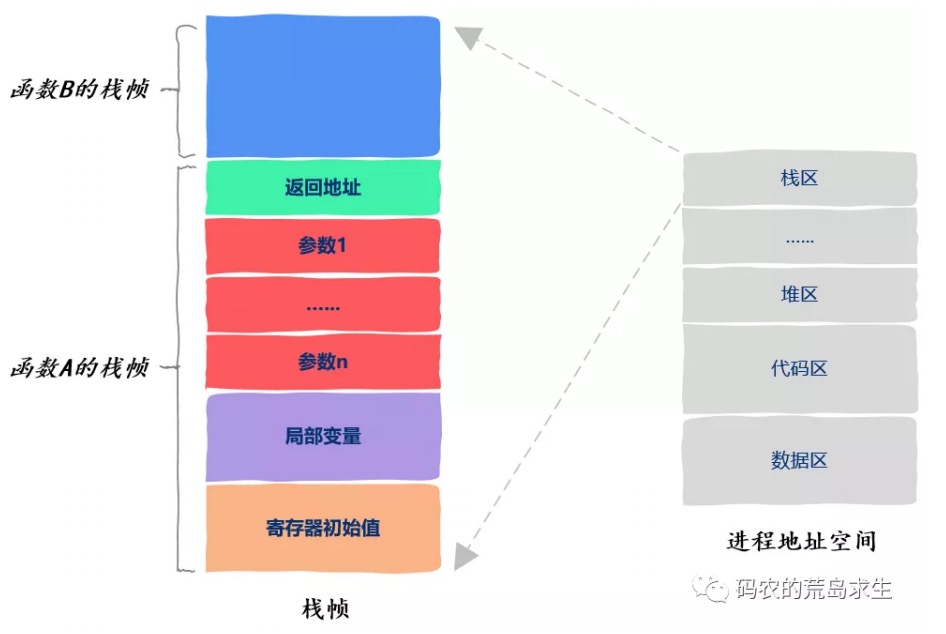 函数B的栈帧
返回地址
参数1
……
参数n
函数A的栈帧
局部变量
寄存器初始值
栈帧
栈区
……
堆区
代码区
数据区
进程地址空间
码农的荒岛求生